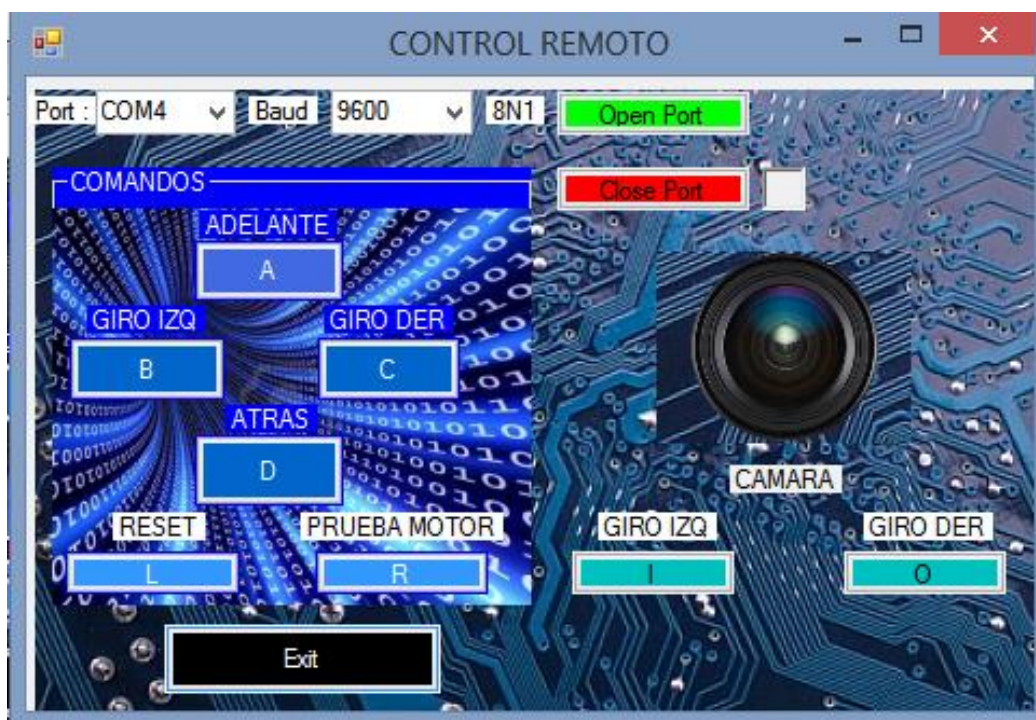 CONTROL REMOTO
Port : COM4 Baud 9600 8N1 Open Port
Close Port
COMANDOS
ADELANTE
A
GIRO IZQ GIRO DER
B C
ATRAS
D
CAMARA
RESET PRUEBA MOTOR GIRO IZQ GIRO DER
L R I O
Exit